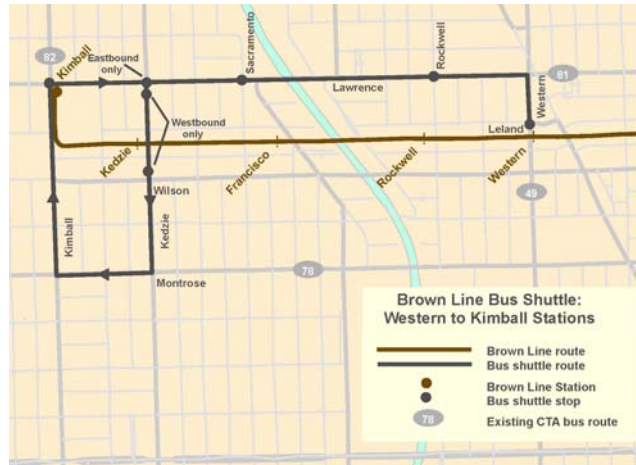 82
Kimball
Eastbound
only
Sacramento
Rockwell
81
Lawrence
Western
Westbound
only
Leland
Kedzie
Francisco
Rockwell
Western
Wilson
49
Kimball
Kedzie
78
Montrose
Brown Line Bus Shuttle:
Western to Kimball Stations
Brown Line route
Bus shuttle route
Brown Line Station
Bus shuttle stop
78
Existing CTA bus route